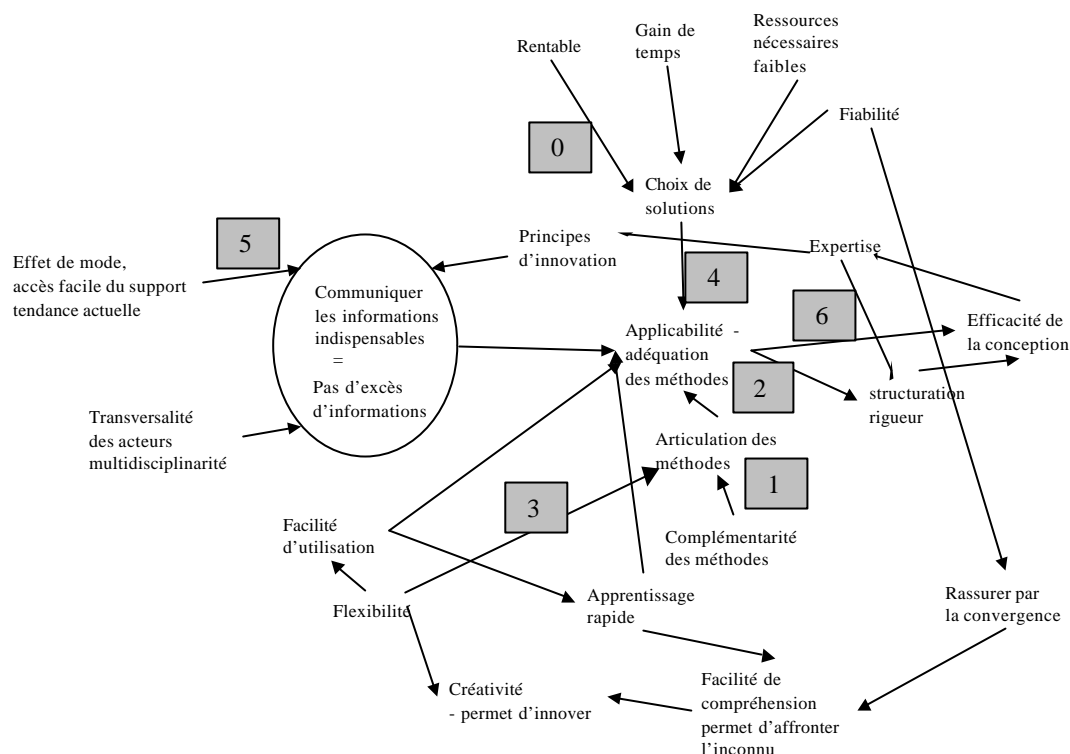 Rentable
Gain de
temps
Ressources
nécessaires
faibles
Fiabilité
0
Choix de
solutions
5
Effet de mode,
accès facile du support
tendance actuelle
Principes
d'innovation
Expertise
4
Communiquer
les informations
indispensables
=
Pas d'excès
d'informations
Applicabilité -
adéquation
des méthodes
6
Efficacité de
la conception
2
structuration
rigueur
Transversalité
des acteurs
multidisciplinarité
Articulation des
méthodes
1
3
Facilité
d'utilisation
Complémentarité
des méthodes
Flexibilité
Apprentissage
rapide
Rassurer par
la convergence
Créativité
- permet d'innover
Facilité de
compréhension
permet d'affronter
l'inconnu